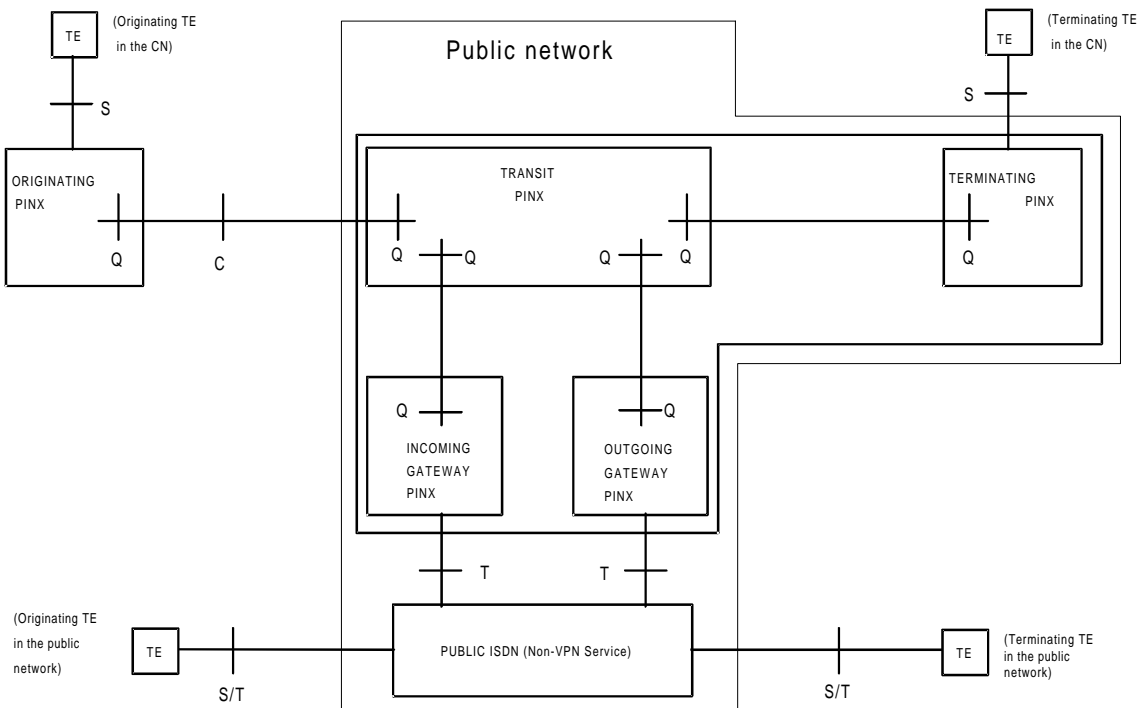 TE
(Originating TE
in the CN)
Public network
TE
(Terminating TE
in the CN)
S
S
ORIGINATING
PINX
TRANSIT
PINX
TERMINATING
PINX
Q
C
Q
Q
Q
Q
Q
Q
Q
INCOMING
GATEWAY
PINX
OUTGOING
GATEWAY
PINX
T
T
(Originating TE
in the public
network)
TE
PUBLIC ISDN (Non-VPN Service)
TE
(Terminating TE
in the public
network)
S/T
S/T